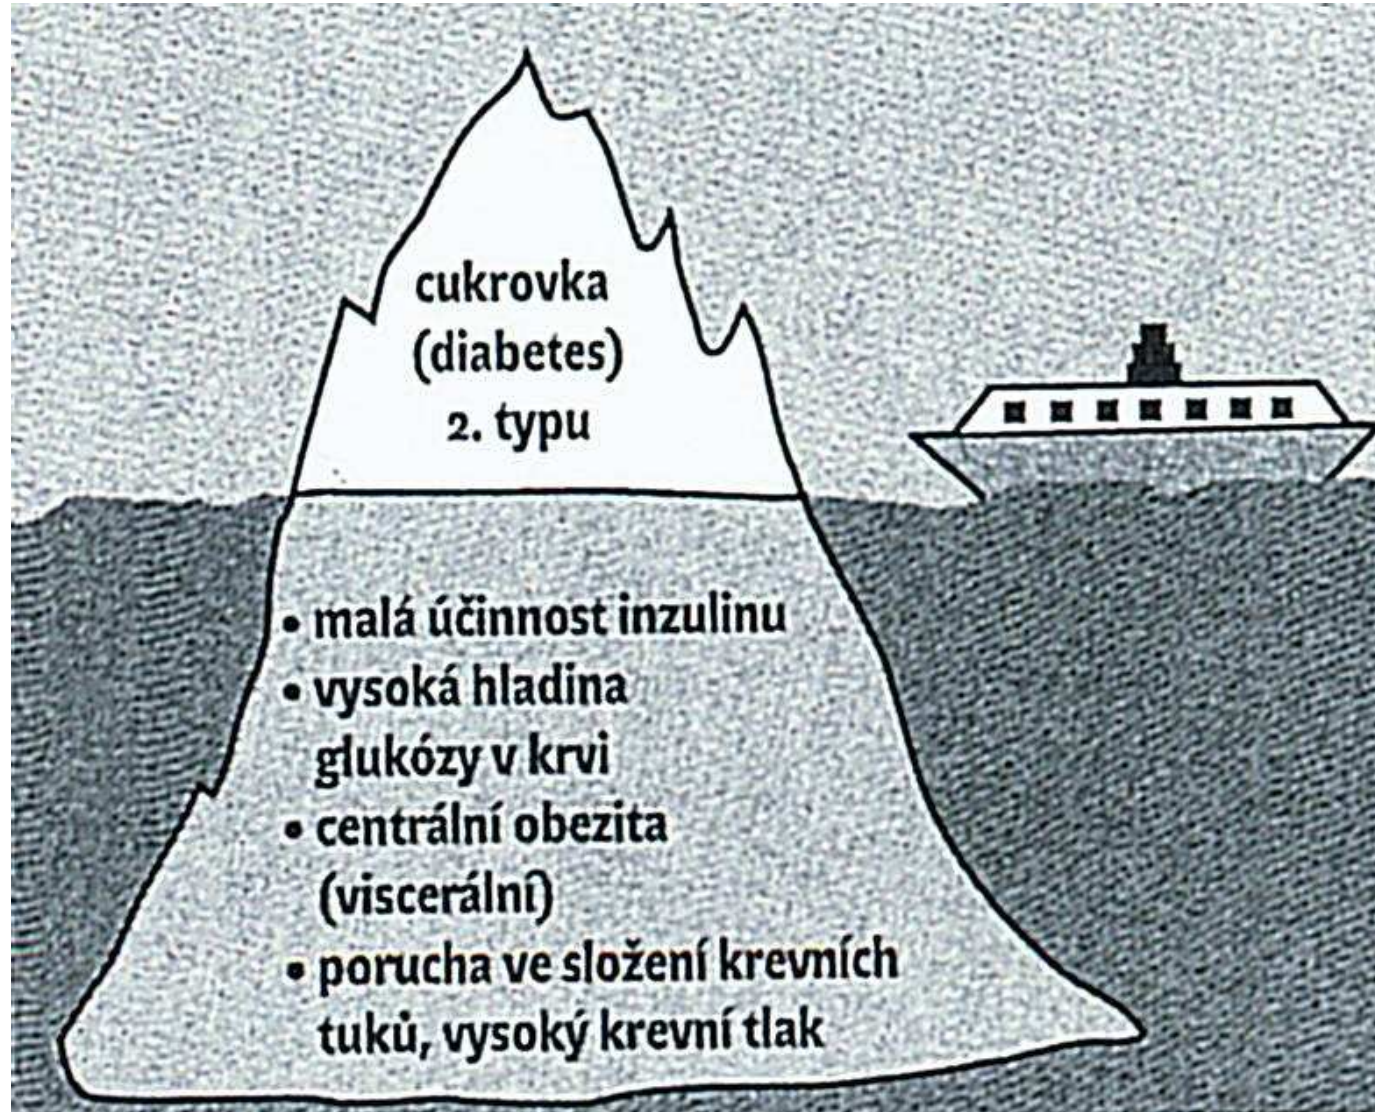 cukrovka
(diabetes)
2. typu
• malá účinnost inzulinu
• vysoká hladina
glukózy v krvi
• centrální obezita
(viscerální)
• porucha ve složení krevních
tuků, vysoký krevní tlak